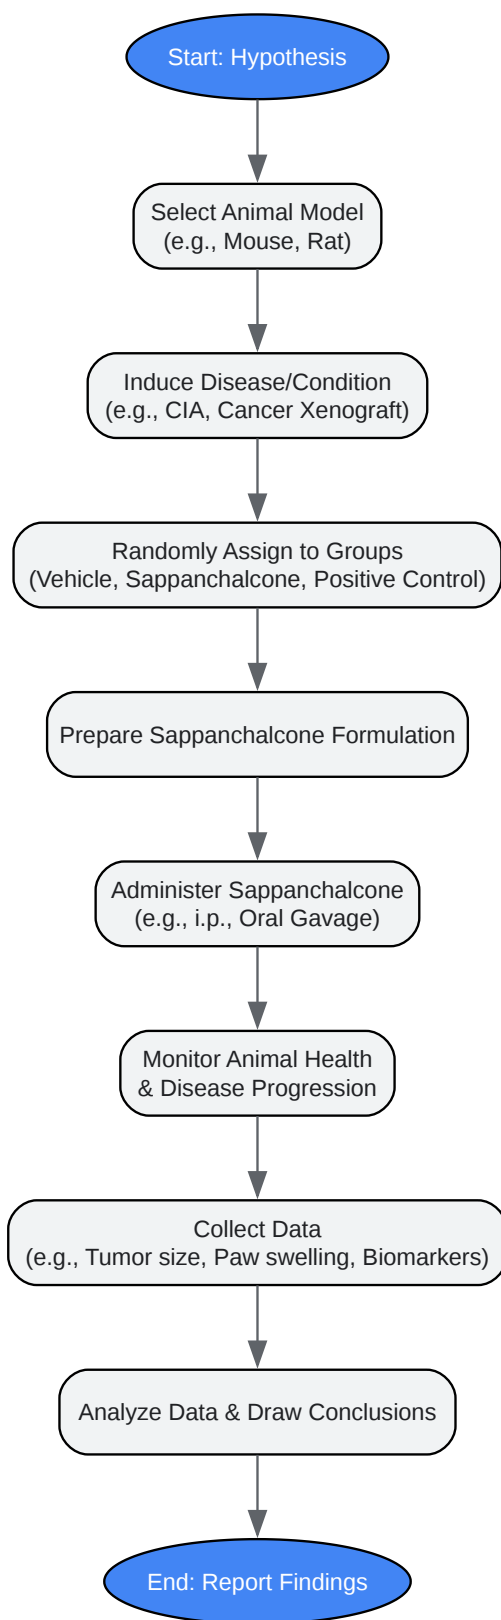 Start: Hypothesis
Select Animal Model
(e.g., Mouse, Rat)
Induce Disease/Condition
(e.g., CIA, Cancer Xenograft)
Randomly Assign to Groups
(Vehicle, Sappanchalcone, Positive Control)
Prepare Sappanchalcone Formulation
Administer Sappanchalcone
(e.g., i.p., Oral Gavage)
Monitor Animal Health
& Disease Progression
Collect Data
(e.g., Tumor size, Paw swelling, Biomarkers)
Analyze Data & Draw Conclusions
End: Report Findings